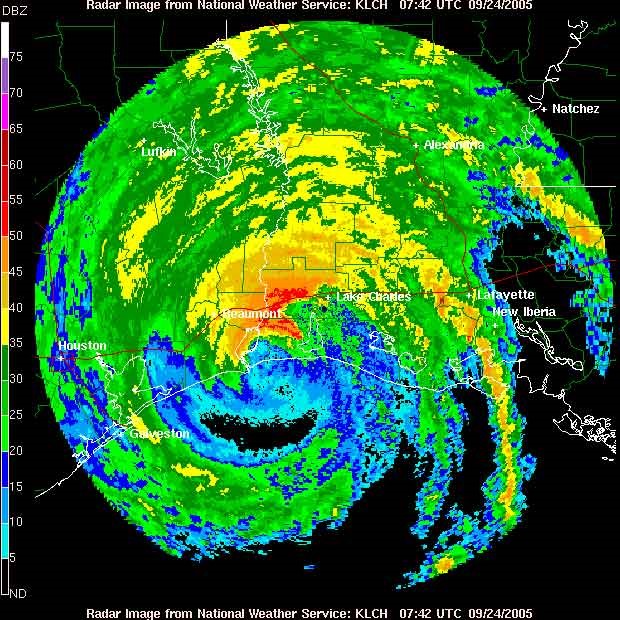 Radar Image from National Weather Service: KLCH 07:42 UTC 09/24/2005
DBZ
75
70
65
60
55
50
45
40
35
30
25
20
15
10
5
ND
Natchez
Alexandria
Lufkin
Lake Charles
Lafayette
New Iberia
Beaumont
Houston
Galveston
Radar Image from National Weather Service: KLCH 07:42 UTC 09/24/2005